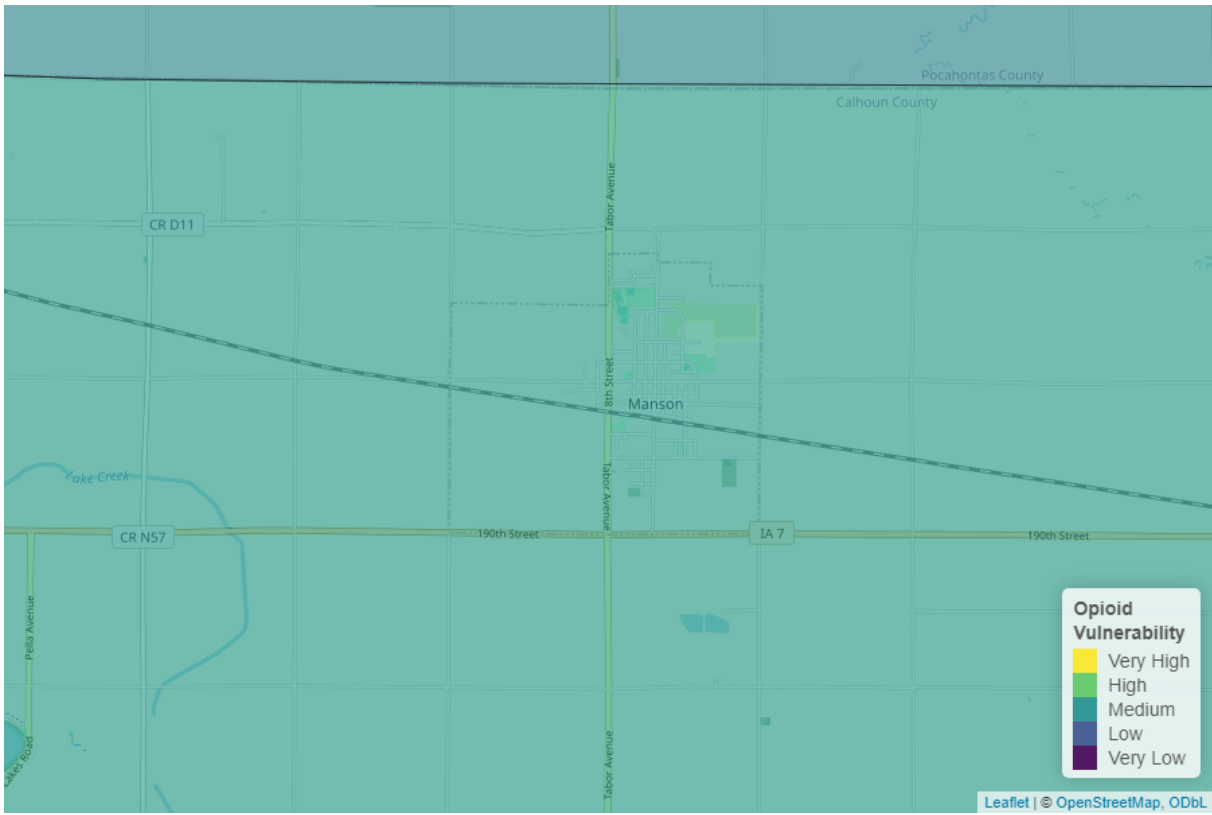 Pocahontas County
Calhoun County
Tabor Avenue
CR D11
8th Street
Manson
Lake Creek
Tabor Avenue
CR N57
190th Street
IA 7
190th Street
Pella Avenue
Lakes Road
Tabor Avenue
Opioid
Vulnerability
Very High
High
Medium
Low
Very Low
Leaflet | © OpenStreetMap, ODbL